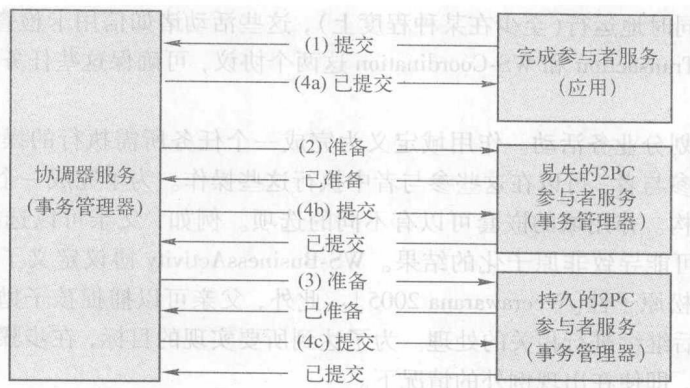 (1) 提交
(4a) 已提交
完成参与者服务
(应用)
协调器服务
(事务管理器)
(2) 准备
已准备
(4b) 提交
已提交
易失的2PC
参与者服务
(事务管理器)
(3) 准备
已准备
(4c) 提交
已提交
持久的2PC
参与者服务
(事务管理器)